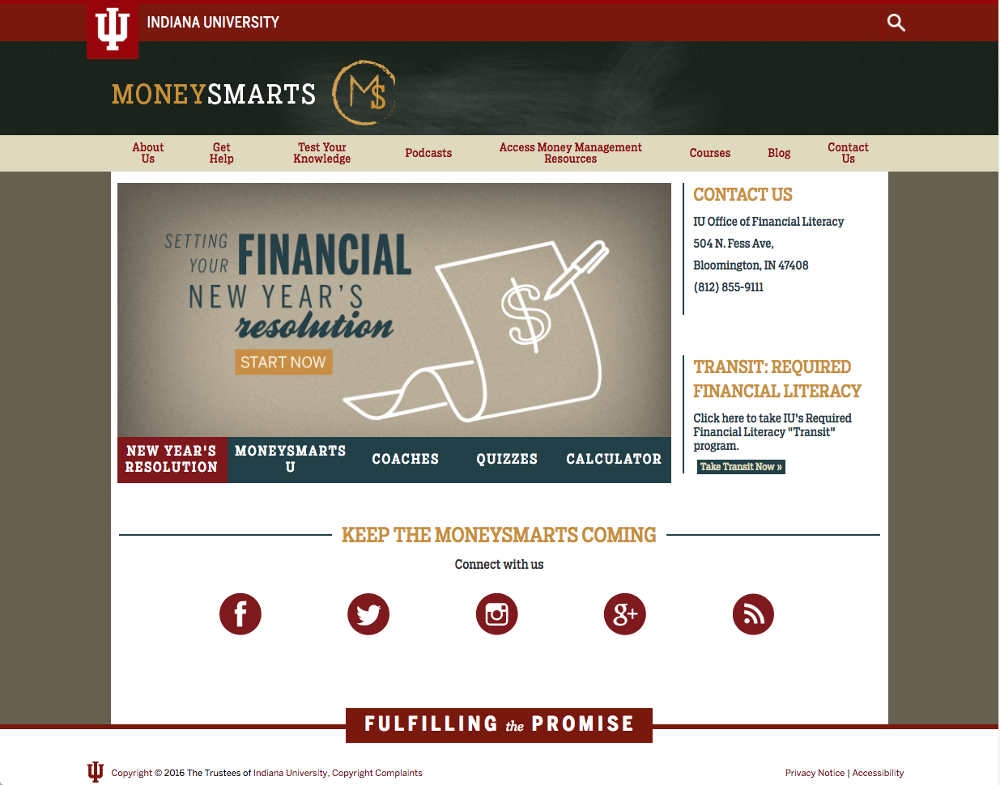 INDIANA UNIVERSITY
MONEYSMARTS
MS
About Us
Get Help
Test Your Knowledge
Podcasts
Access Money Management Resources
Courses
Blog
Contact Us
SETTING YOUR FINANCIAL
NEW YEAR'S
resolution
START NOW
$
NEW YEAR'S RESOLUTION
MONEYSMARTS U
COACHES
QUIZZES
CALCULATOR
CONTACT US
IU Office of Financial Literacy
504 N. Fess Ave,
Bloomington, IN 47408
(812) 855-9111
TRANSIT: REQUIRED
FINANCIAL LITERACY
Click here to take IU's Required
Financial Literacy "Transit"
program.
Take Transit Now »
KEEP THE MONEYSMARTS COMING
Connect with us
f
g+
FULFILLING the PROMISE
Copyright © 2016 The Trustees of Indiana University, Copyright Complaints
Privacy Notice | Accessibility